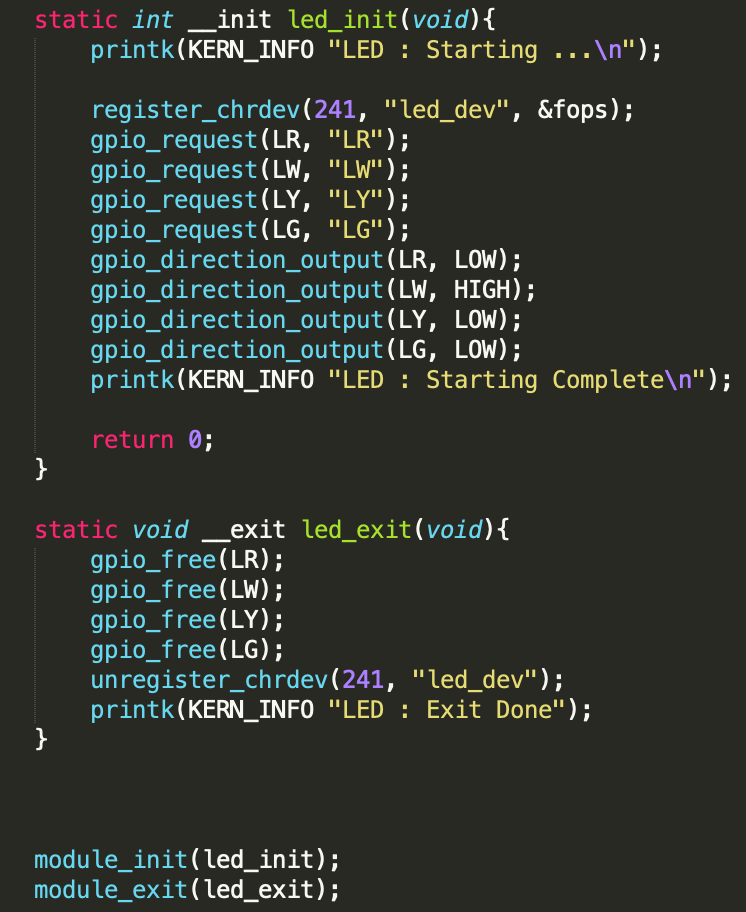 static int __init led_init(void){
    printk(KERN_INFO "LED : Starting ...\n");

    register_chrdev(241, "led_dev", &fops);
    gpio_request(LR, "LR");
    gpio_request(LW, "LW");
    gpio_request(LY, "LY");
    gpio_request(LG, "LG");
    gpio_direction_output(LR, LOW);
    gpio_direction_output(LW, HIGH);
    gpio_direction_output(LY, LOW);
    gpio_direction_output(LG, LOW);
    printk(KERN_INFO "LED : Starting Complete\n");

    return 0;
}

static void __exit led_exit(void){
    gpio_free(LR);
    gpio_free(LW);
    gpio_free(LY);
    gpio_free(LG);
    unregister_chrdev(241, "led_dev");
    printk(KERN_INFO "LED : Exit Done");
}

module_init(led_init);
module_exit(led_exit);